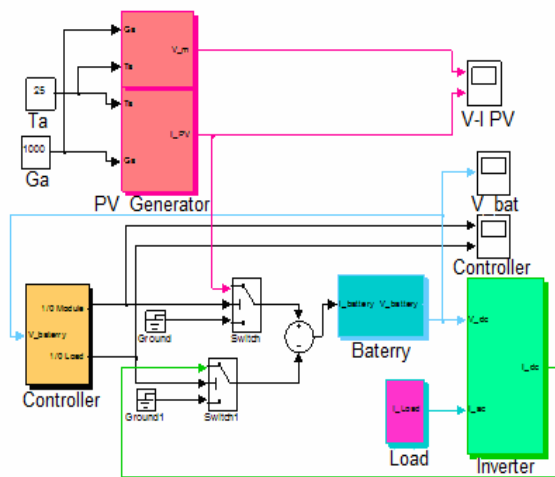 Ga
V_m
Ta
25
Ta
Ta
1000
I_PV
Ga
Ga
V-I PV
PV Generator
V_bat
Controller
1/0 Module
V_baterry
1/0 Load
Controller
Ground
Switch
Ground1
Switch1
I_battery
V_battery
Baterry
V_dc
I_dc
I_Load
I_ac
Load
Inverter